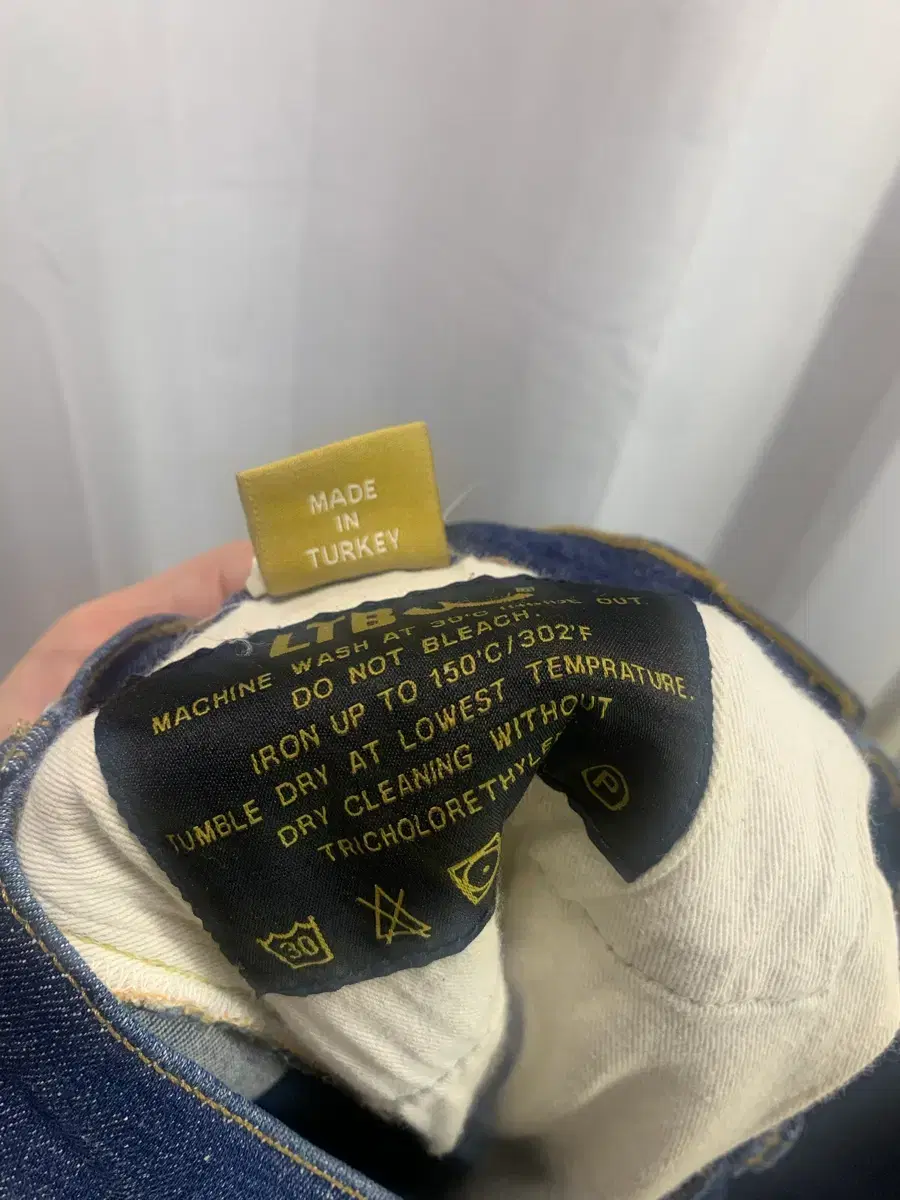 MADE
IN
TURKEY
LTB
MACHINE WASH AT 30°C INSIDE OUT.
DO NOT BLEACH.
IRON UP TO 150°C/302°F
TUMBLE DRY AT LOWEST TEMPRATURE.
DRY CLEANING WITHOUT
30
P